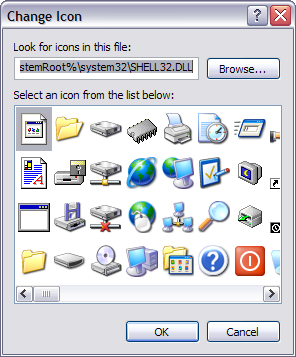 Change Icon
Look for icons in this file:
stemRoot%\system32\SHELL32.DLL
Browse...
Select an icon from the list below:
OK
Cancel